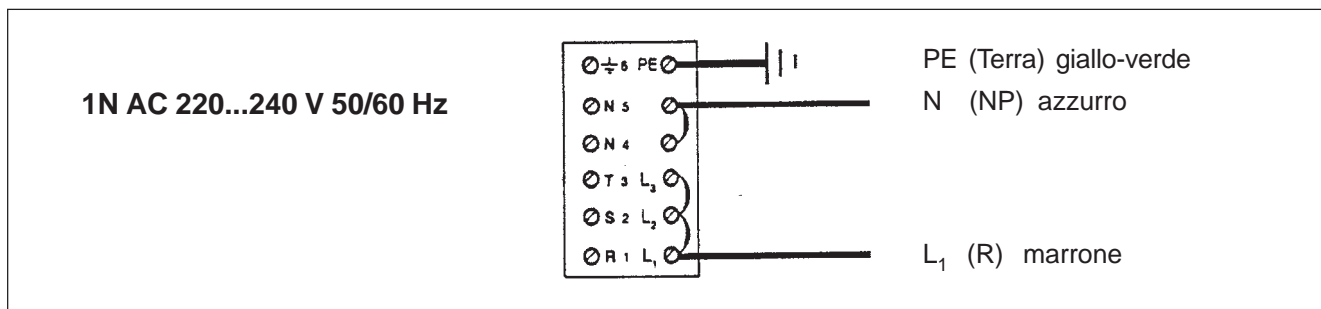 1N AC 220...240 V 50/60 Hz
6 PE
N 5
N 4
T 3 L3
S 2 L2
R 1 L1
PE (Terra) giallo-verde
N (NP) azzurro
L1 (R) marrone